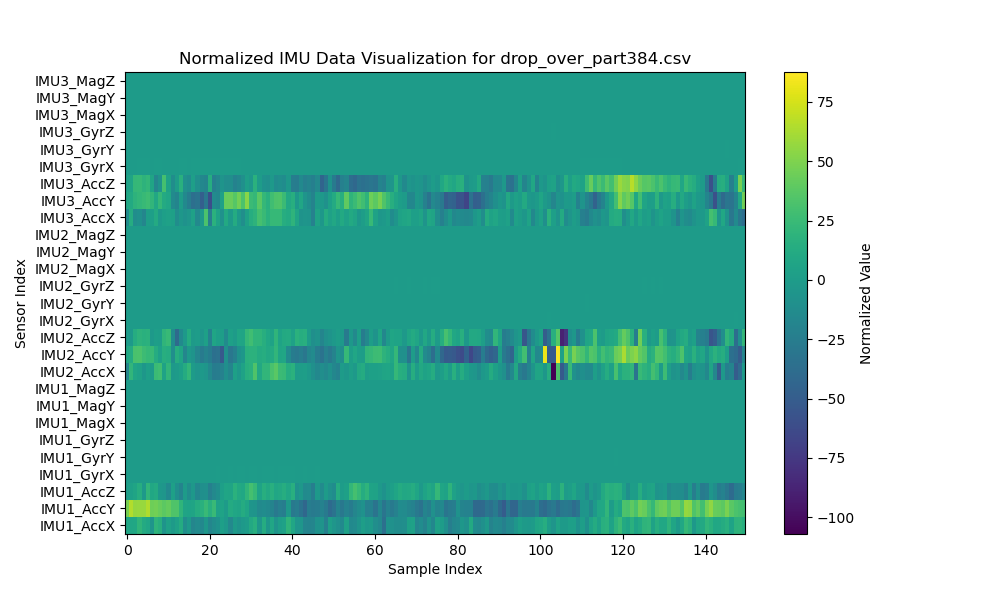 Normalized IMU Data Visualization for drop_over_part384.csv
IMU3_MagZ
IMU3_MagY
IMU3_MagX
IMU3_GyrZ
IMU3_GyrY
IMU3_GyrX
IMU3_AccZ
IMU3_AccY
IMU3_AccX
IMU2_MagZ
IMU2_MagY
IMU2_MagX
IMU2_GyrZ
IMU2_GyrY
IMU2_GyrX
IMU2_AccZ
IMU2_AccY
IMU2_AccX
IMU1_MagZ
IMU1_MagY
IMU1_MagX
IMU1_GyrZ
IMU1_GyrY
IMU1_GyrX
IMU1_AccZ
IMU1_AccY
IMU1_AccX
Sensor Index
0 20 40 60 80 100 120 140
Sample Index
75
50
25
0
−25
−50
−75
−100
Normalized Value